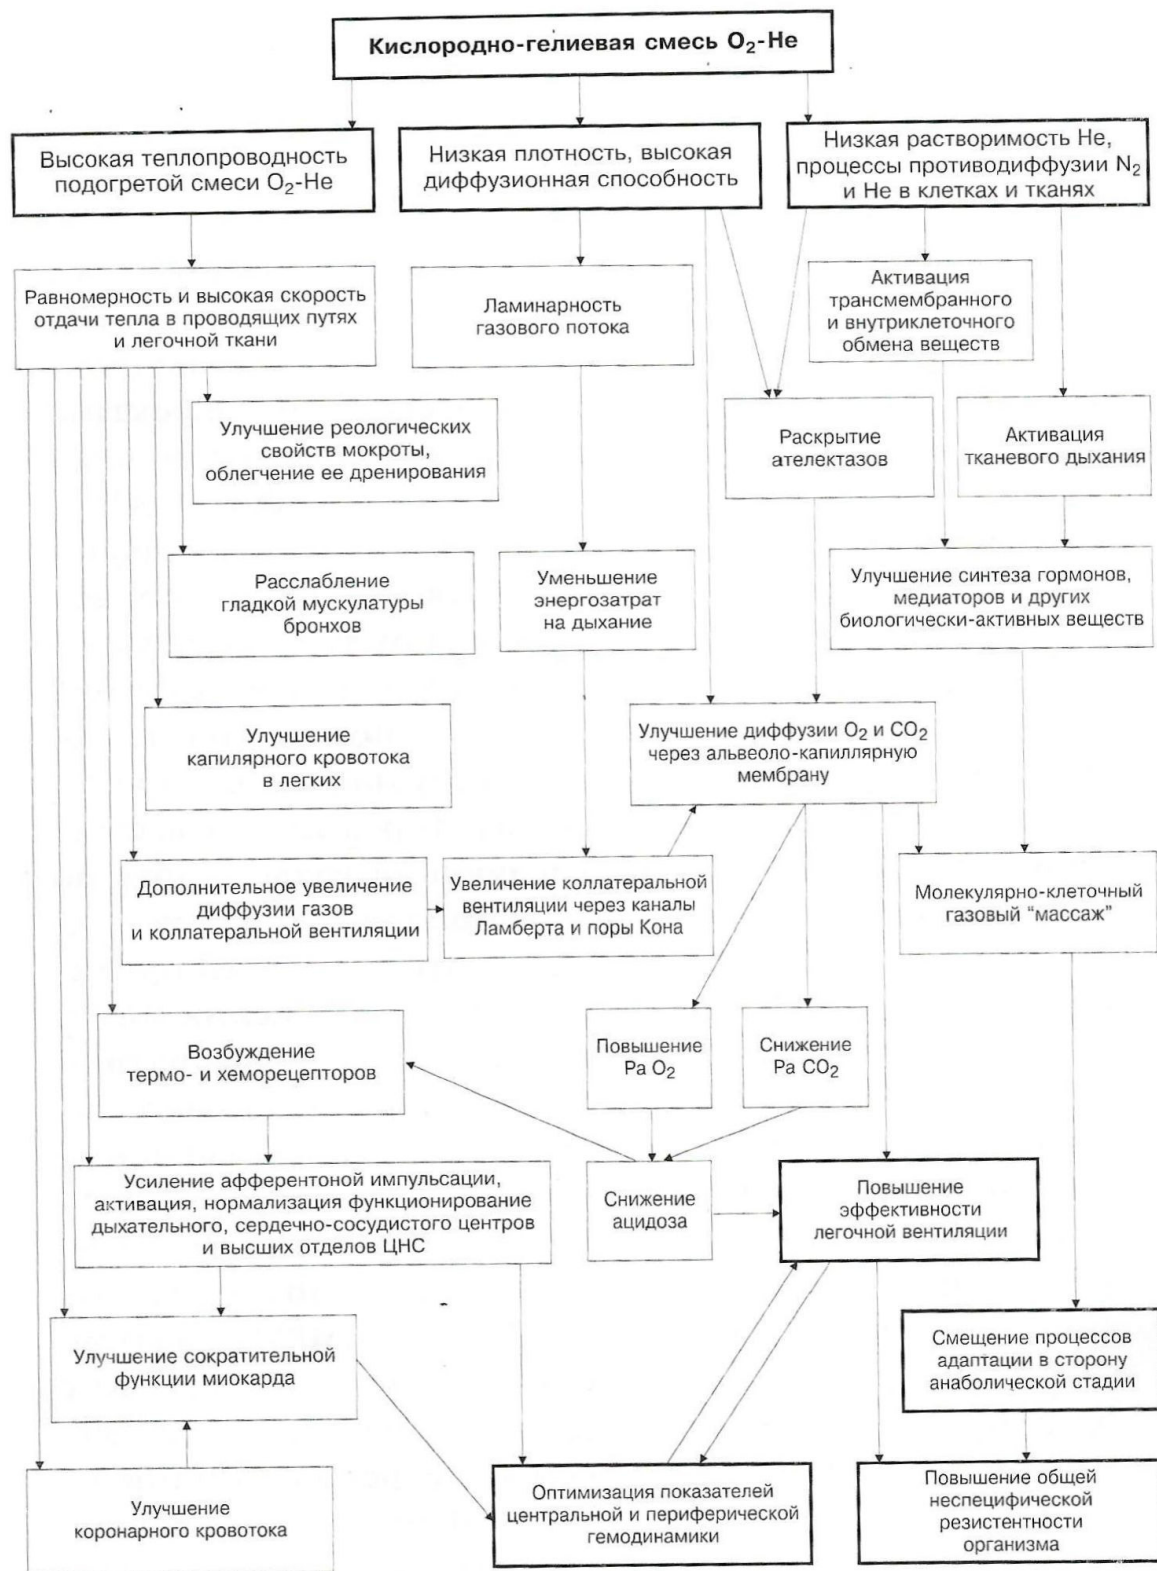 Кислородно-гелиевая смесь O₂-He
Высокая теплопроводность
подогретой смеси O₂-He
Низкая плотность, высокая
диффузионная способность
Низкая растворимость He,
процессы противодиффузии N₂
и He в клетках и тканях
Равномерность и высокая скорость
отдачи тепла в проводящих путях
и легочной ткани
Ламинарность
газового потока
Активация
трансмембранного
и внутриклеточного
обмена веществ
Улучшение реологических
свойств мокроты,
облегчение ее дренирования
Раскрытие
ателектазов
Активация
тканевого дыхания
Расслабление
гладкой мускулатуры
бронхов
Уменьшение
энергозатрат
на дыхание
Улучшение синтеза гормонов,
медиаторов и других
биологически-активных веществ
Улучшение
капилярного кровотока
в легких
Улучшение диффузии O₂ и CO₂
через альвеоло-капиллярную
мембрану
Дополнительное увеличение
диффузии газов
и коллатеральной вентиляции
Увеличение коллатеральной
вентиляции через каналы
Ламберта и поры Кона
Молекулярно-клеточный
газовый "массаж"
Возбуждение
термо- и хеморецепторов
Повышение
Pa O₂
Снижение
Pa CO₂
Усиление афферентоной импульсации,
активация, нормализация функционирование
дыхательного, сердечно-сосудистого центров
и высших отделов ЦНС
Снижение
ацидоза
Повышение
эффективности
легочной вентиляции
Улучшение сократительной
функции миокарда
Смещение процессов
адаптации в сторону
анаболической стадии
Улучшение
коронарного кровотока
Оптимизация показателей
центральной и периферической
гемодинамики
Повышение общей
неспецифической
резистентности
организма